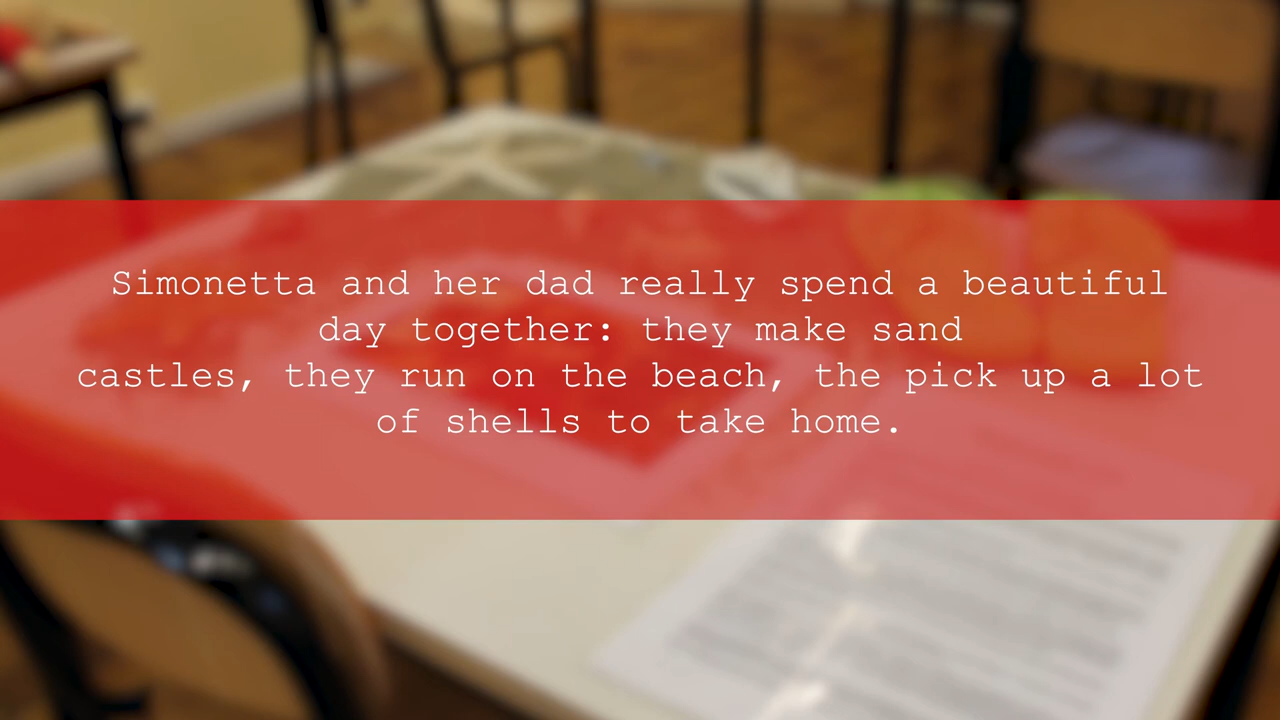 Simonetta and her dad really spend a beautiful
day together: they make sand
castles, they run on the beach, the pick up a lot
of shells to take home.